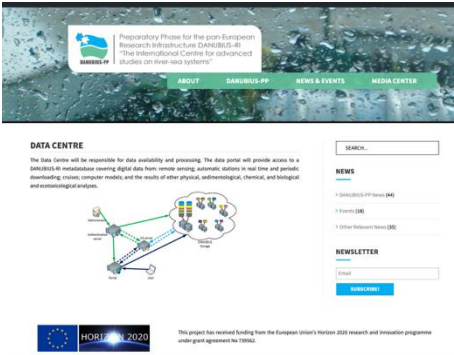 Preparatory Phase for the pan-European
Research Infrastructure DANUBIUS-RI
"The International Centre for advanced
studies on river-sea systems"
DANUBIUS-PP
ABOUT DANUBIUS-PP NEWS & EVENTS MEDIA CENTER
DATA CENTRE
The Data Centre will be responsible for data availability and processing. The data portal will provide access to a
DANUBIUS-RI metadatabase covering digital data from: remote sensing; automatic stations in real time and periodic
downloading; cruises; computer models; and the results of other physical, sedimentological, chemical, and biological
and ecotoxicological analyses.
SEARCH...
NEWS
DANUBIUS-PP News (44)
Events (18)
Other Relevant News (35)
NEWSLETTER
Email
SUBSCRIBE!
Authentication
server
Portal
User
DANUBIUS
Storage
HORIZON 2020
This project has received funding from the European Union's Horizon 2020 research and innovation programme
under grant agreement No 739562.